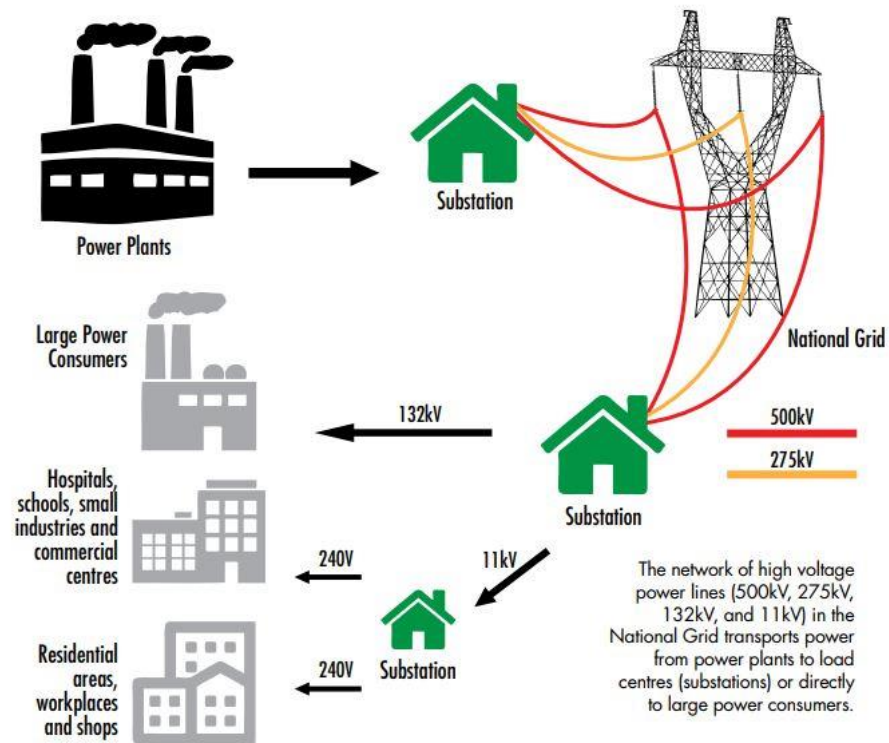 Power Plants
Substation
National Grid
Large Power
Consumers
132kV
500kV
275kV
Substation
Hospitals,
schools, small
industries and
commercial
centres
240V
11kV
Substation
Residential
areas,
workplaces
and shops
240V
The network of high voltage
power lines (500kV, 275kV,
132kV, and 11kV) in the
National Grid transports power
from power plants to load
centres (substations) or directly
to large power consumers.